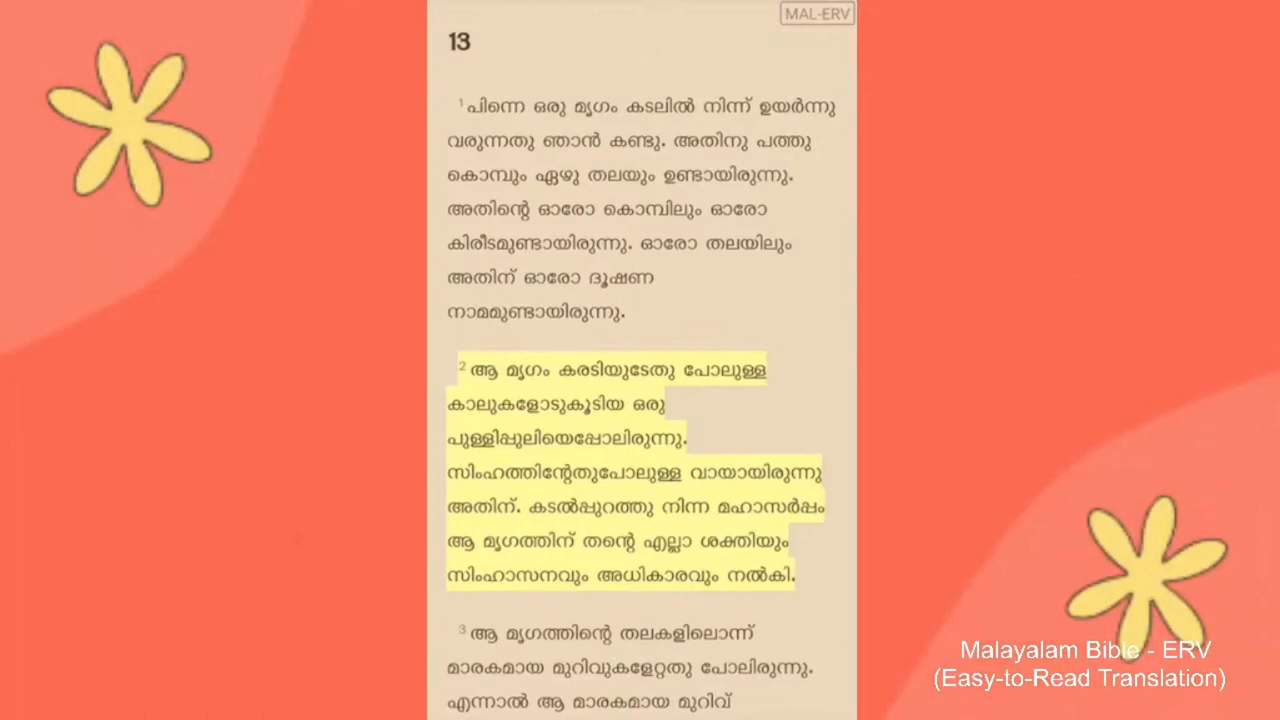 MAL-ERV
13
1 പിന്നെ ഒരു മൃഗം കടലിൽ നിന്ന് ഉയർന്നു
വരുന്നതു ഞാൻ കണ്ടു. അതിനു പത്തു
കൊമ്പും ഏഴു തലയും ഉണ്ടായിരുന്നു.
അതിന്റെ ഓരോ കൊമ്പിലും ഓരോ
കിരീടമുണ്ടായിരുന്നു. ഓരോ തലയിലും
അതിന് ഓരോ ദൂഷണ
നാമമുണ്ടായിരുന്നു.
2 ആ മൃഗം കരടിയുടേതു പോലുള്ള
കാലുകളോടുകൂടിയ ഒരു
പുള്ളിപ്പുലിയെപ്പോലിരുന്നു.
സിംഹത്തിന്റേതുപോലുള്ള വായായിരുന്നു
അതിന്. കടൽപ്പുറത്തു നിന്ന മഹാസർപ്പം
ആ മൃഗത്തിന് തന്റെ എല്ലാ ശക്തിയും
സിംഹാസനവും അധികാരവും നൽകി.
3 ആ മൃഗത്തിന്റെ തലകളിലൊന്ന്
മാരകമായ മുറിവുകളേറ്റതു പോലിരുന്നു.
എന്നാൽ ആ മാരകമായ മുറിവ്
Malayalam Bible - ERV
(Easy-to-Read Translation)